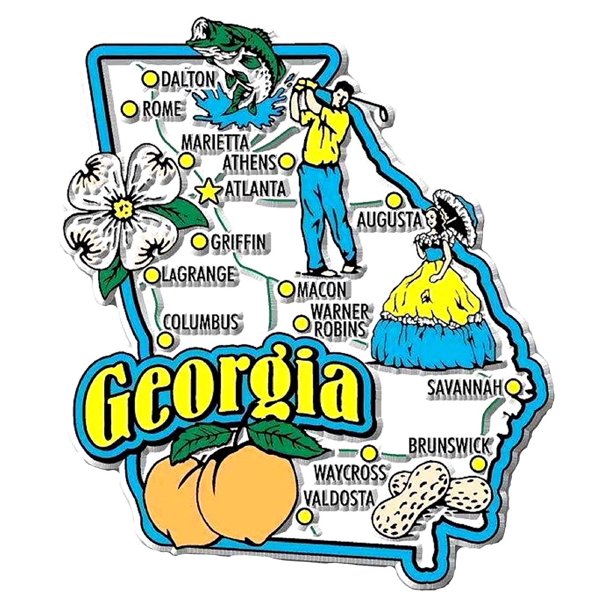 DALTON
ROME
MARIETTA
ATHENS
ATLANTA
AUGUSTA
GRIFFIN
LAGRANGE
MACON
WARNER
ROBINS
COLUMBUS
Georgia
SAVANNAH
BRUNSWICK
WAYCROSS
VALDOSTA